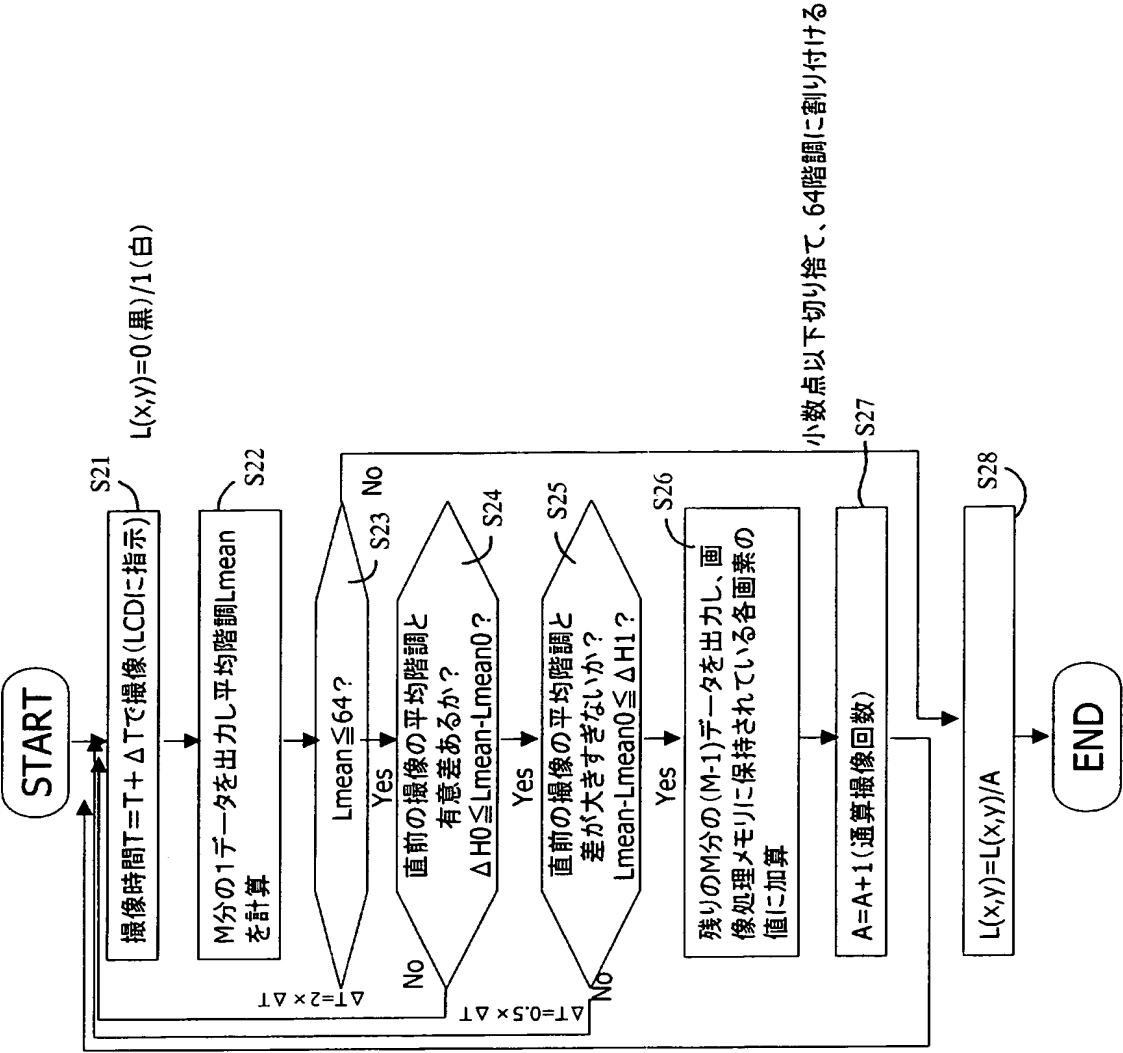 START
撮像時間T=T+ΔTで撮像(LCDに指示)
S21
L(x,y)=0(黒)/1(白)
M分の1データを出力し平均階調Lmean
を計算
S22
Lmean≦64?
S23
No
Yes
直前の撮像の平均階調と
有意差あるか?
ΔH0≦Lmean-Lmean0?
S24
No
ΔT=2×ΔT
Yes
直前の撮像の平均階調と
差が大きすぎないか?
Lmean-Lmean0≦ΔH1?
S25
No
ΔT=0.5×ΔT
Yes
残りのM分の(M-1)データを出力し、画
像処理メモリに保持されている各画素の
値に加算
S26
A=A+1(通算撮像回数)
S27
小数点以下切り捨て、64階調に割り付ける
L(x,y)=L(x,y)/A
S28
END